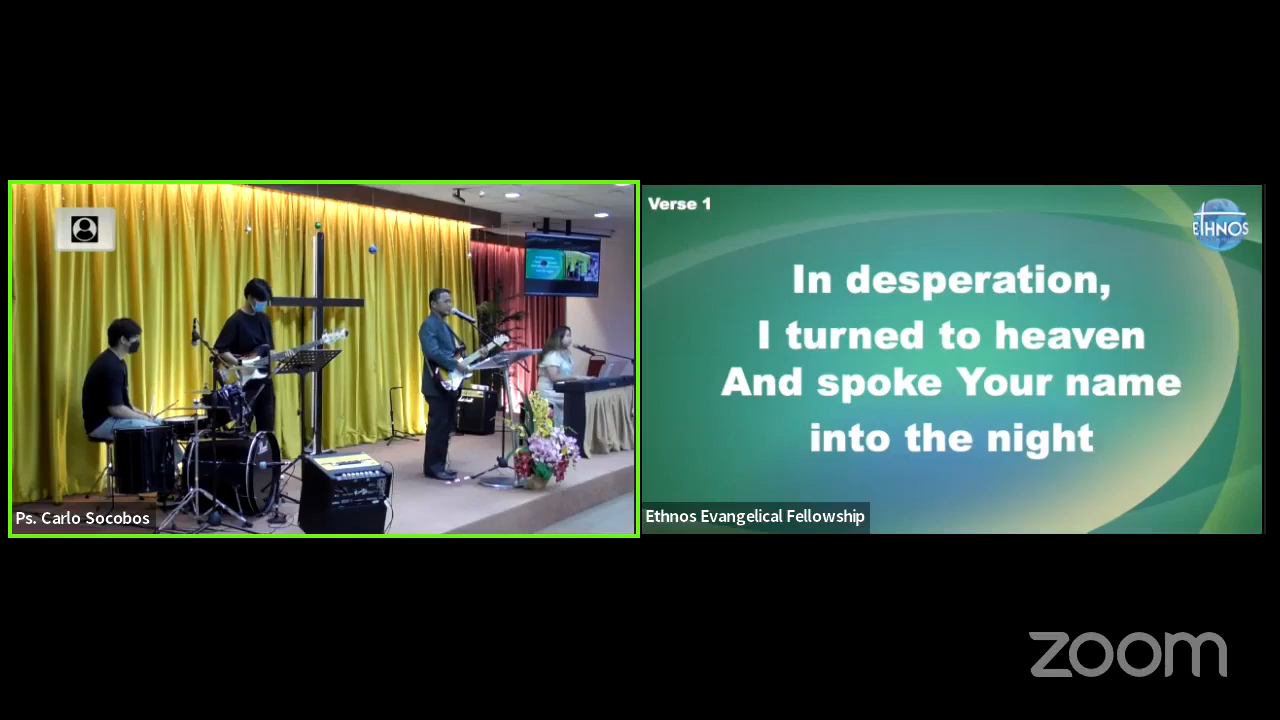 Ps. Carlo Socobos
Verse 1
ETHNOS
In desperation,
I turned to heaven
And spoke Your name
into the night
Ethnos Evangelical Fellowship
zoom